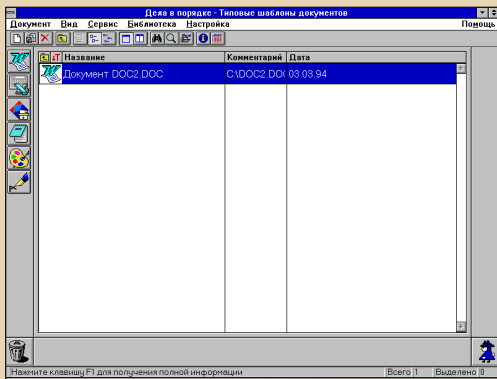 Дела в порядке - Типовые шаблоны документов
Документ Вид Сервис Библиотека Настройка Помощь
Название Комментарий Дата
Документ DOC2.DOC C:\DOC2.DO 03.03.94
Нажмите клавишу F1 для получения полной информации Всего 1 Выделено 0